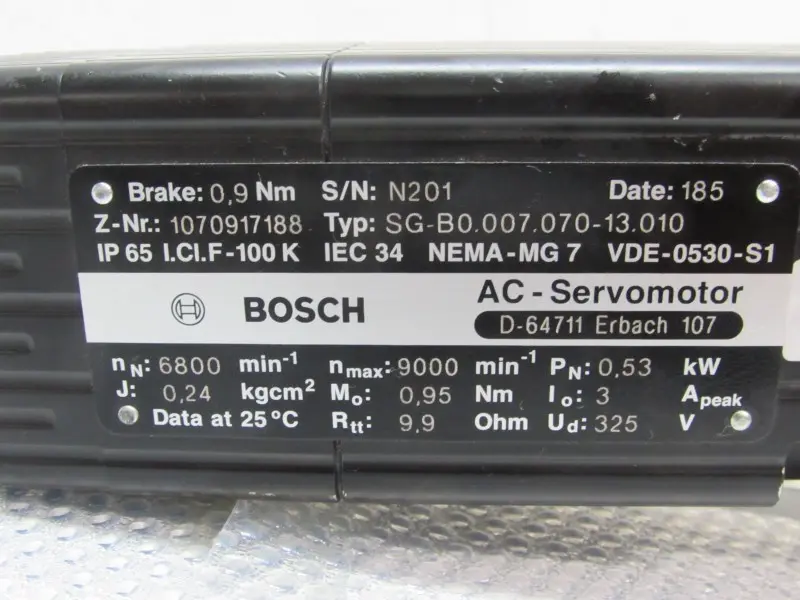 Brake: 0,9 Nm S/N: N201 Date: 185
Z-Nr.: 1070917188 Typ: SG-B0.007.070-13.010
IP 65 I.Cl.F-100 K IEC 34 NEMA-MG 7 VDE-0530-S1
BOSCH AC-Servomotor
D-64711 Erbach 107
nN: 6800 min-1 nmax: 9000 min-1 PN: 0,53 kW
J: 0,24 kgcm² Mo: 0,95 Nm Io: 3 Apeak
Data at 25°C Rtt: 9.9 Ohm Ud: 325 V